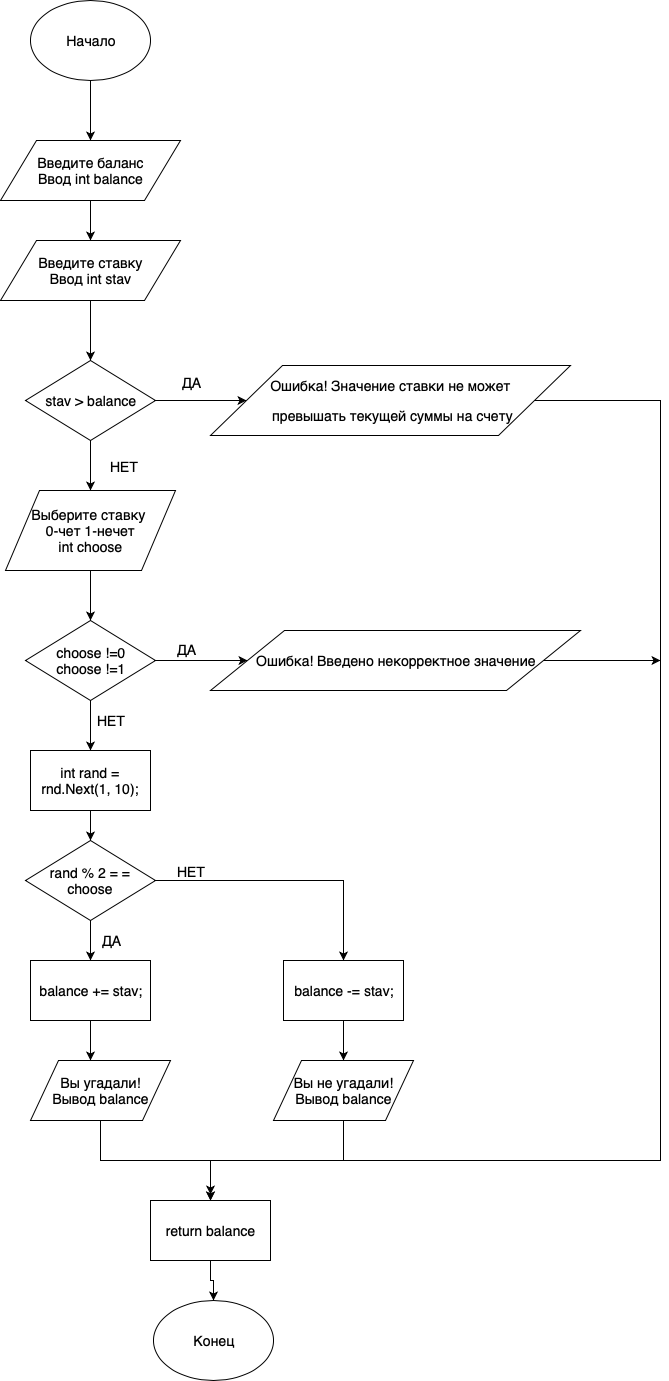 Начало
Введите баланс
Ввод int balance
Введите ставку
Ввод int stav
stav > balance
ДА
Ошибка! Значение ставки не может
превышать текущей суммы на счету
НЕТ
Выберите ставку
0-чет 1-нечет
int choose
choose !=0
choose !=1
ДА
Ошибка! Введено некорректное значение
НЕТ
int rand =
rnd.Next(1, 10);
rand % 2 = =
choose
НЕТ
ДА
balance += stav;
balance -= stav;
Вы угадали!
Вывод balance
Вы не угадали!
Вывод balance
return balance
Конец